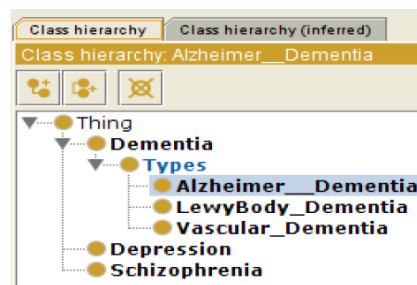 Class hierarchy Class hierarchy (inferred)
Class hierarchy: Alzheimer__Dementia
Thing
Dementia
Types
Alzheimer__Dementia
LewyBody_Dementia
Vascular_Dementia
Depression
Schizophrenia